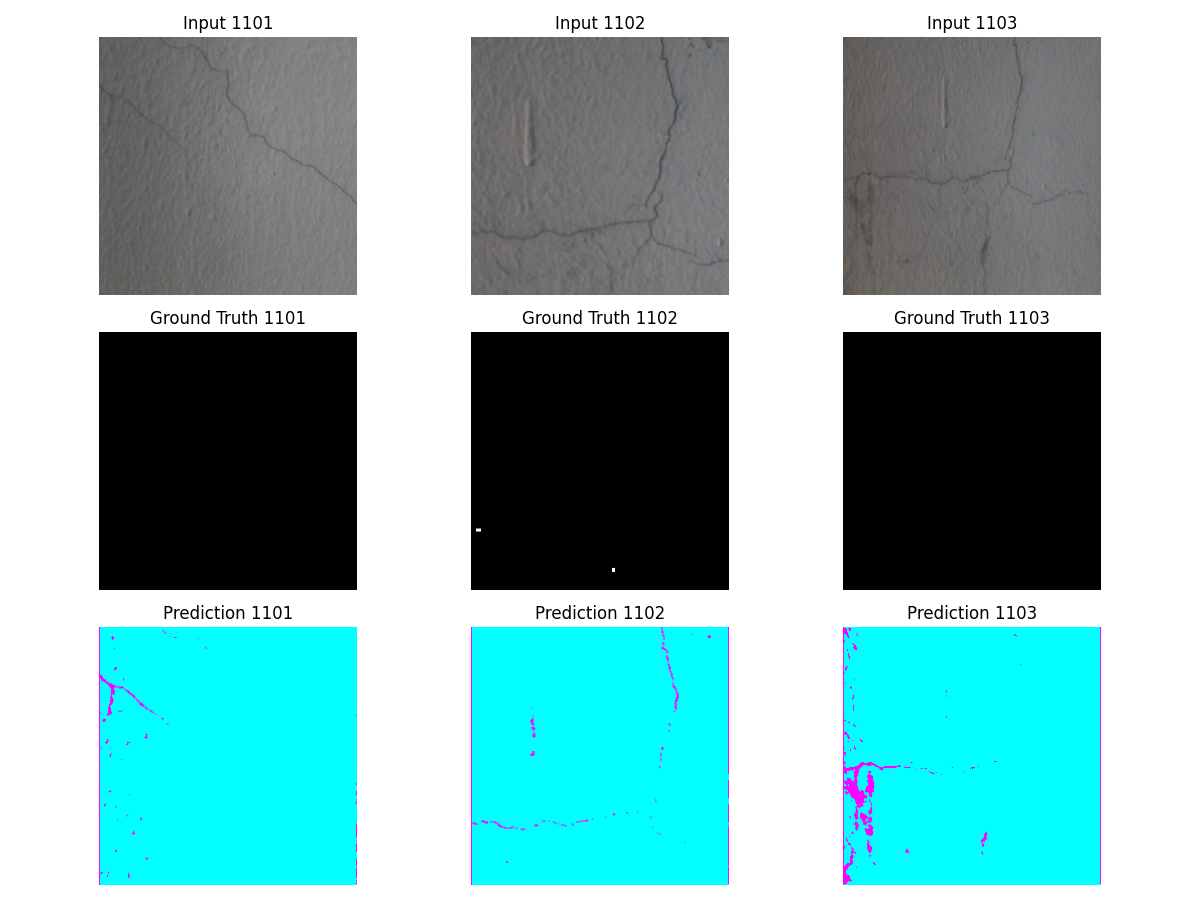 Input 1101
Input 1102
Input 1103
Ground Truth 1101
Ground Truth 1102
Ground Truth 1103
Prediction 1101
Prediction 1102
Prediction 1103